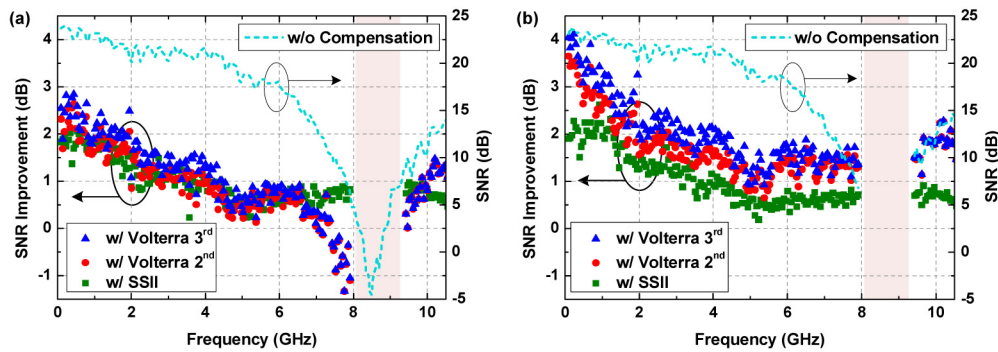 (a)
4
3
2
1
0
-1
SNR Improvement (dB)
w/o Compensation
w/ Volterra 3rd
w/ Volterra 2nd
w/ SSII
25
20
15
10
5
0
-5
SNR (dB)
0 2 4 6 8 10
Frequency (GHz)
(b)
4
3
2
1
0
-1
SNR Improvement (dB)
w/o Compensation
w/ Volterra 3rd
w/ Volterra 2nd
w/ SSII
25
20
15
10
5
0
-5
SNR (dB)
0 2 4 6 8 10
Frequency (GHz)